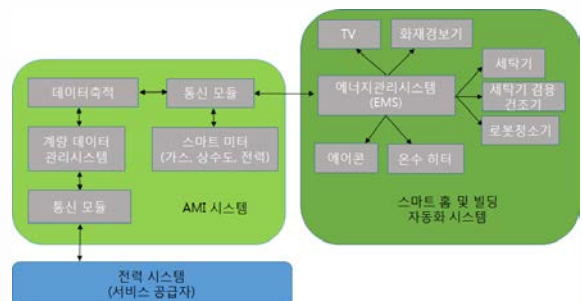 TV
화재경보기
세탁기
에너지관리시스템
(EMS)
세탁기 겸용
건조기
로봇청소기
에어콘
온수 히터
스마트 홈 및 빌딩
자동화 시스템
데이터축적
통신 모듈
계량 데이터
관리시스템
스마트 미터
(가스, 상수도, 전력)
통신 모듈
AMI 시스템
전력 시스템
(서비스 공급자)